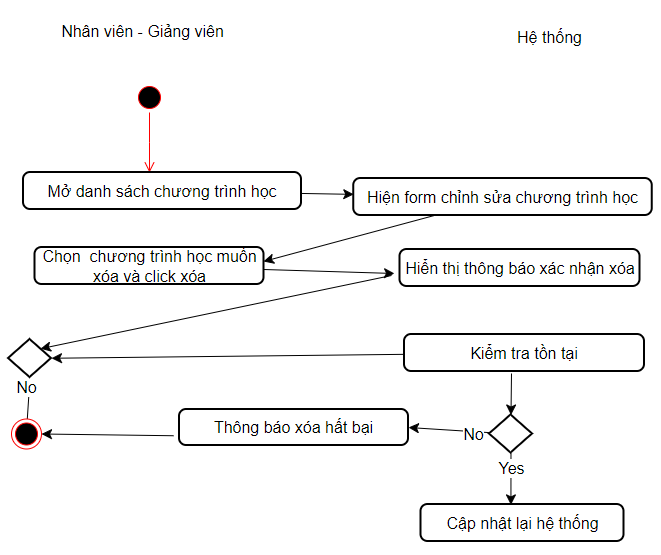 Nhân viên - Giảng viên
Hệ thống
Mở danh sách chương trình học
Hiện form chỉnh sửa chương trình học
Chọn chương trình học muốn
xóa và click xóa
Hiển thị thông báo xác nhận xóa
Kiểm tra tồn tại
No
Thông báo xóa hất bại
No
Yes
Cập nhật lại hệ thống